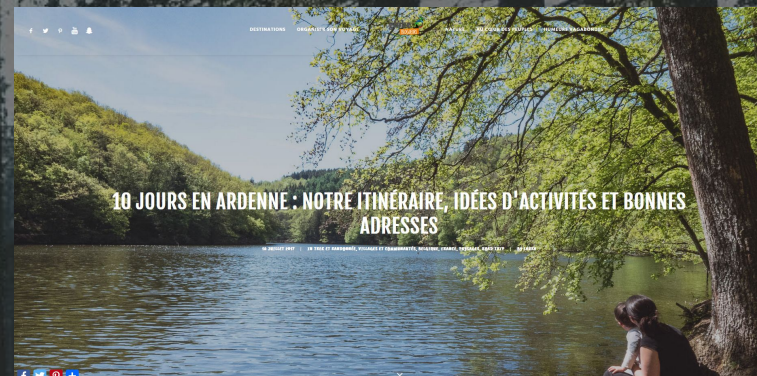 DESTINATIONS
ORGANISER SON VOYAGE
NATURE
AU CŒUR DES PEUPLES
HUMEURS VAGABONDES
10 JOURS EN ARDENNE : NOTRE ITINÉRAIRE, IDÉES D'ACTIVITÉS ET BONNES
ADRESSES